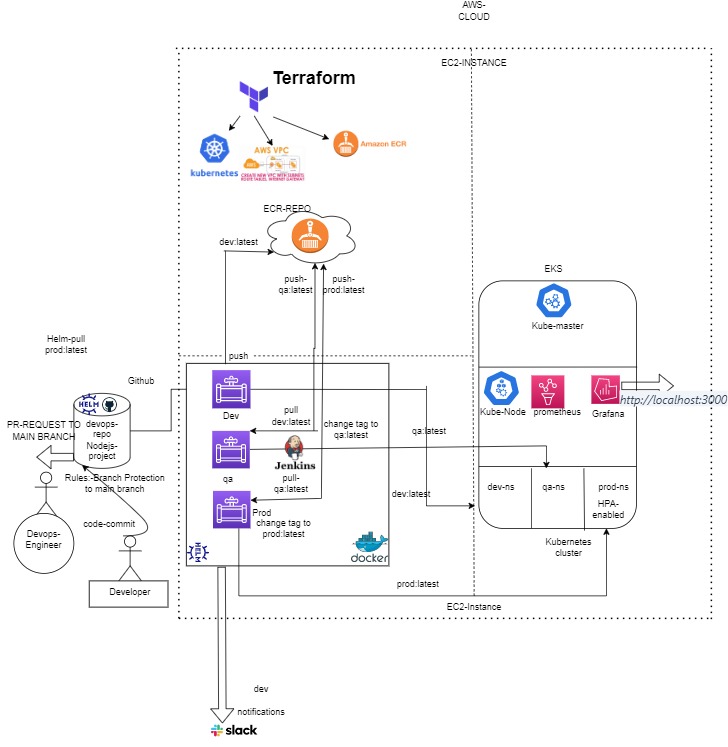 AWS-
CLOUD
EC2-INSTANCE
Terraform
kubernetes
AWS VPC
AWS
CREATE NEW VPC WITH SUBNETS
ROUTE TABLES, INTERNET GATEWAY
Amazon ECR
ECR-REPO
dev:latest
push-
qa:latest
push-
prod:latest
EKS
Kube-master
Helm-pull
prod:latest
push
Github
HELM
devops-
repo
Nodejs-
project
PR-REQUEST TO
MAIN BRANCH
Rules:-Branch Protection
to main branch
Devops-
Engineer
code-commit
Developer
Dev
pull
dev:latest
change tag to
qa:latest
qa:latest
qa
Jenkins
pull-
qa:latest
dev:latest
Prod
change tag to
prod:latest
HELM
docker
Kube-Node
prometheus
Grafana
http://localhost:3000
dev-ns
qa-ns
prod-ns
HPA-
enabled
Kubernetes
cluster
prod:latest
EC2-Instance
dev
notifications
slack